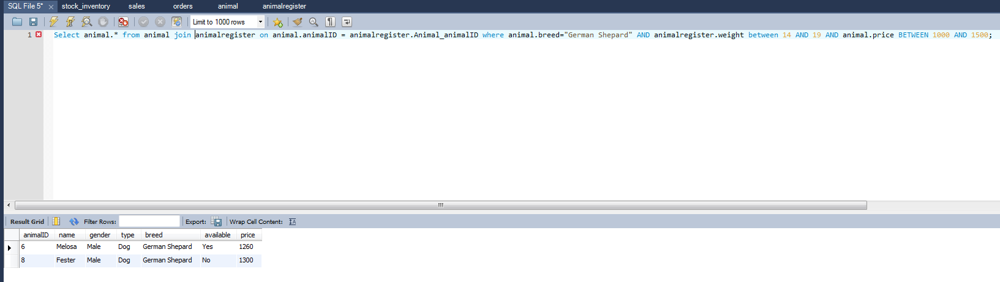 SQL File 5* stock_inventory sales orders animal animalregister
Limit to 1000 rows
1 Select animal.* from animal join animalregister on animal.animalID = animalregister.Animal_animalID where animal.breed="German Shepard" AND animalregister.weight between 14 AND 19 AND animal.price BETWEEN 1000 AND 1500;
Result Grid Filter Rows: Export: Wrap Cell Content:
animalID name gender type breed available price
6 Melosa Male Dog German Shepard Yes 1260
8 Fester Male Dog German Shepard No 1300